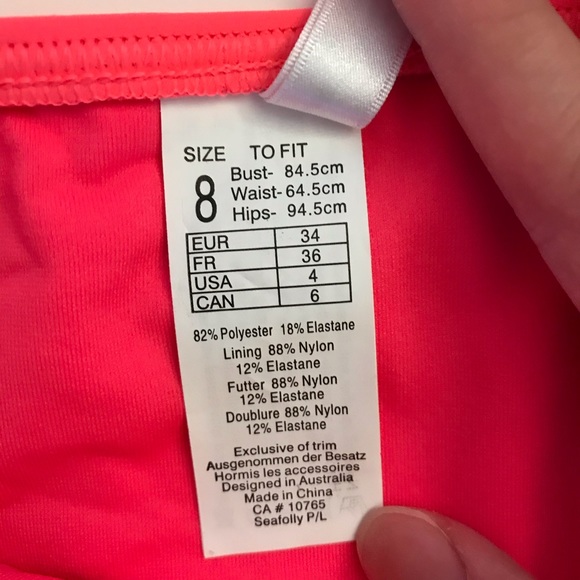 SIZE TO FIT
8
Bust- 84.5cm
Waist-64.5cm
Hips- 94.5cm
EUR 34
FR 36
USA 4
CAN 6
82% Polyester 18% Elastane
Lining 88% Nylon
12% Elastane
Futter 88% Nylon
12% Elastane
Doublure 88% Nylon
12% Elastane
Exclusive of trim
Ausgenommen der Besatz
Hormis les accessoires
Designed in Australia
Made in China
CA # 10765
Seafolly P/L